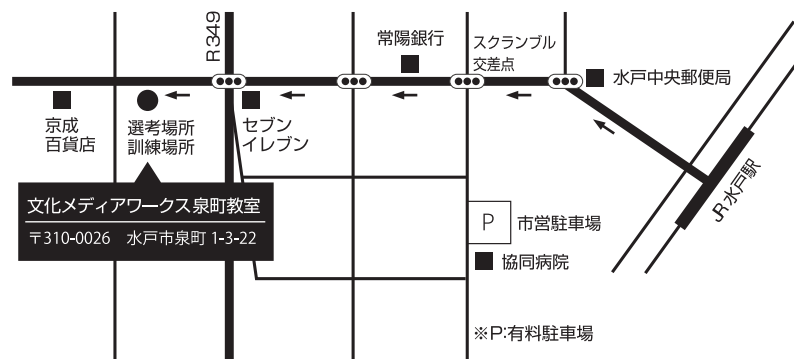 R349
常陽銀行
スクランブル
交差点
水戸中央郵便局
京成
百貨店
選考場所
訓練場所
セブン
イレブン
JR水戸駅
文化メディアワークス泉町教室
〒310-0026　水戸市泉町 1-3-22
P
市営駐車場
協同病院
※P:有料駐車場